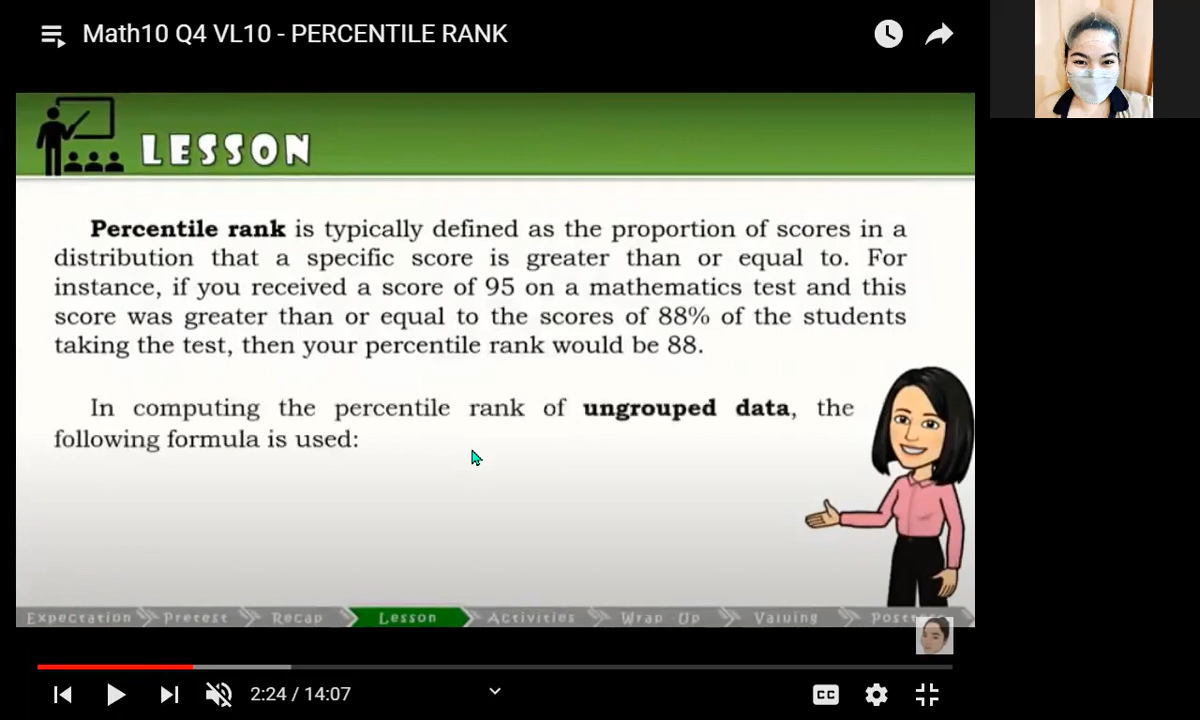 Math10 Q4 VL10 - PERCENTILE RANK
LESSON
Percentile rank is typically defined as the proportion of scores in a
distribution that a specific score is greater than or equal to. For
instance, if you received a score of 95 on a mathematics test and this
score was greater than or equal to the scores of 88% of the students
taking the test, then your percentile rank would be 88.
In computing the percentile rank of ungrouped data, the
following formula is used:
Expectation Pretest Recap Lesson Activities Wrap Up Valuing
2:24 / 14:07
CC